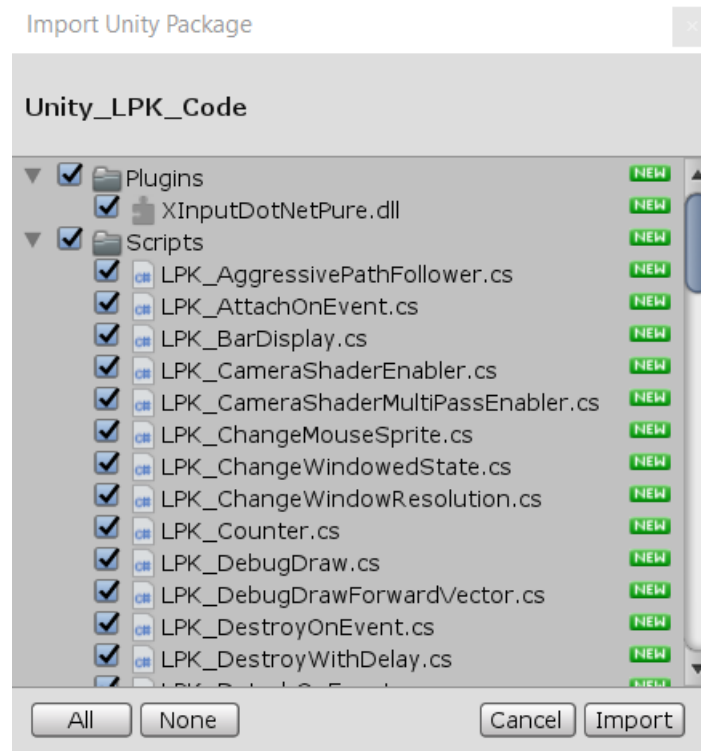 Import Unity Package
Unity_LPK_Code
Plugins NEW
XInputDotNetPure.dll NEW
Scripts NEW
c# LPK_AggressivePathFollower.cs NEW
c# LPK_AttachOnEvent.cs NEW
c# LPK_BarDisplay.cs NEW
c# LPK_CameraShaderEnabler.cs NEW
c# LPK_CameraShaderMultiPassEnabler.cs NEW
c# LPK_ChangeMouseSprite.cs NEW
c# LPK_ChangeWindowedState.cs NEW
c# LPK_ChangeWindowResolution.cs NEW
c# LPK_Counter.cs NEW
c# LPK_DebugDraw.cs NEW
c# LPK_DebugDrawForwardVector.cs NEW
c# LPK_DestroyOnEvent.cs NEW
c# LPK_DestroyWithDelay.cs NEW
All None Cancel Import